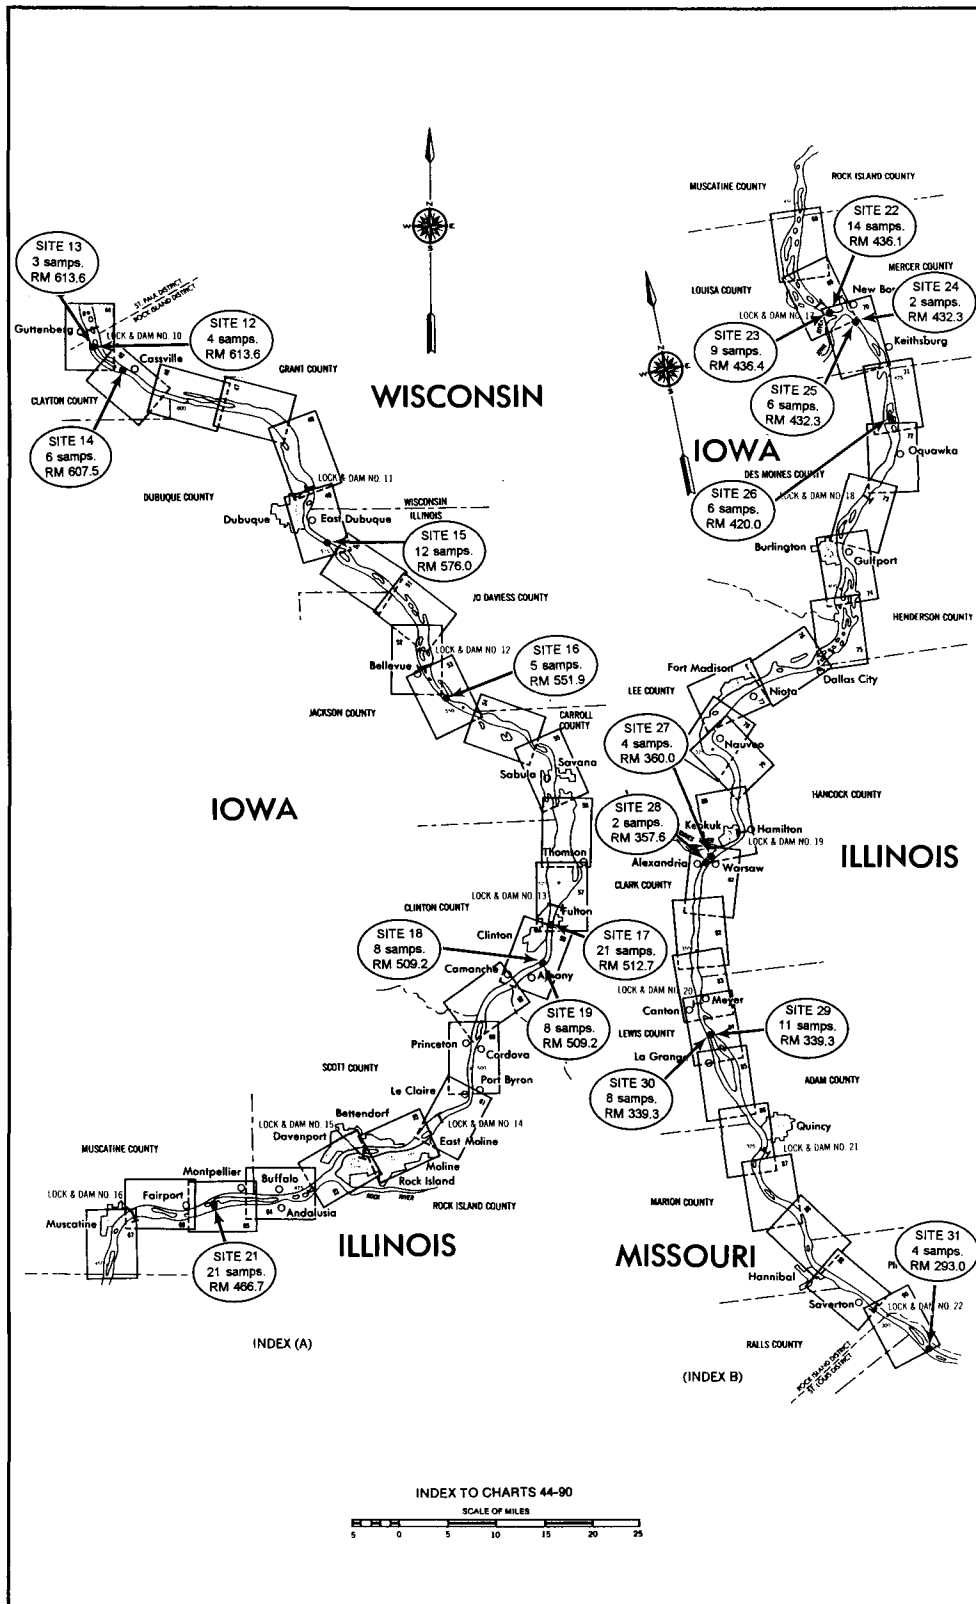 MUSCATINE COUNTY
ROCK ISLAND COUNTY
SITE 22
14 samps.
RM 436.1
MERCER COUNTY
LOUISA COUNTY
New Bos
LOCK & DAM NO. 17
SITE 24
2 samps.
RM 432.3
SITE 23
9 samps.
RM 436.4
Keithsburg
SITE 25
6 samps.
RM 432.3
IOWA
Oquawka
DES MOINES COUNTY
LOCK & DAM NO. 18
SITE 26
6 samps.
RM 420.0
Burlington
Gulfport
HENDERSON COUNTY
Fort Madison
Dallas City
LEE COUNTY
Niota
SITE 27
4 samps.
RM 360.0
Nauvoo
HANCOCK COUNTY
SITE 28
2 samps.
RM 357.6
Keokuk
Hamilton
LOCK & DAM NO. 19
Alexandria
Warsaw
ILLINOIS
CLARK COUNTY
LOCK & DAM NO. 20
Meyer
Canton
LEWIS COUNTY
SITE 29
11 samps.
RM 339.3
La Grange
ADAM COUNTY
SITE 30
8 samps.
RM 339.3
Quincy
LOCK & DAM NO. 21
MARION COUNTY
MISSOURI
SITE 31
4 samps.
RM 293.0
Hannibal
Saverton
LOCK & DAM NO. 22
RALLS COUNTY
ROCK ISLAND DISTRICT
ST. LOUIS DISTRICT
(INDEX B)
N
W
E
S
SITE 13
3 samps.
RM 613.6
ST. PAUL DISTRICT
ROCK ISLAND DISTRICT
Guttenberg
LOCK & DAM NO. 10
SITE 12
4 samps.
RM 613.6
Cassville
GRANT COUNTY
CLAYTON COUNTY
WISCONSIN
SITE 14
6 samps.
RM 607.5
LOCK & DAM NO. 11
DUBUQUE COUNTY
WISCONSIN
ILLINOIS
Dubuque
East Dubuque
SITE 15
12 samps.
RM 576.0
JO DAVIESS COUNTY
LOCK & DAM NO. 12
Bellevue
SITE 16
5 samps.
RM 551.9
JACKSON COUNTY
CARROLL
COUNTY
Savana
Sabula
IOWA
Thomson
LOCK & DAM NO. 13
CLINTON COUNTY
Fulton
Clinton
SITE 18
8 samps.
RM 509.2
SITE 17
21 samps.
RM 512.7
Camanche
Albany
SITE 19
8 samps.
RM 509.2
Princeton
Cordova
SCOTT COUNTY
Le Claire
Port Byron
Bettendorf
LOCK & DAM NO. 15
LOCK & DAM NO. 14
Davenport
East Moline
MUSCATINE COUNTY
Moline
Rock Island
Montpellier
Buffalo
ROCK RIVER
ROCK ISLAND COUNTY
LOCK & DAM NO. 16
Fairport
Andalusia
Muscatine
SITE 21
21 samps.
RM 466.7
ILLINOIS
INDEX (A)
INDEX TO CHARTS 44-90
SCALE OF MILES
5 0 5 10 15 20 25